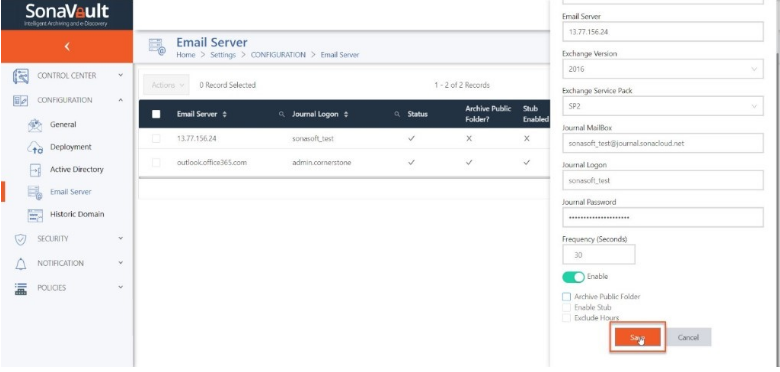 SonaVault
Intelligent Archiving and e-Discovery
CONTROL CENTER
CONFIGURATION
General
Deployment
Active Directory
Email Server
Historic Domain
SECURITY
NOTIFICATION
POLICIES
Email Server
Home > Settings > CONFIGURATION > Email Server
Actions 0 Record Selected 1 - 2 of 2 Records
Email Server Journal Logon Status Archive Public Folder? Stub Enabled
13.77.156.24 sonasoft_test
outlook.office365.com admin.cornerstone
Email Server
13.77.156.24
Exchange Version
2016
Exchange Service Pack
SP2
Journal MailBox
sonasoft_test@journal.sonacloud.net
Journal Logon
sonasoft_test
Journal Password
********************
Frequency (Seconds)
30
Enable
Archive Public Folder
Enable Stub
Exclude Hours
Save Cancel